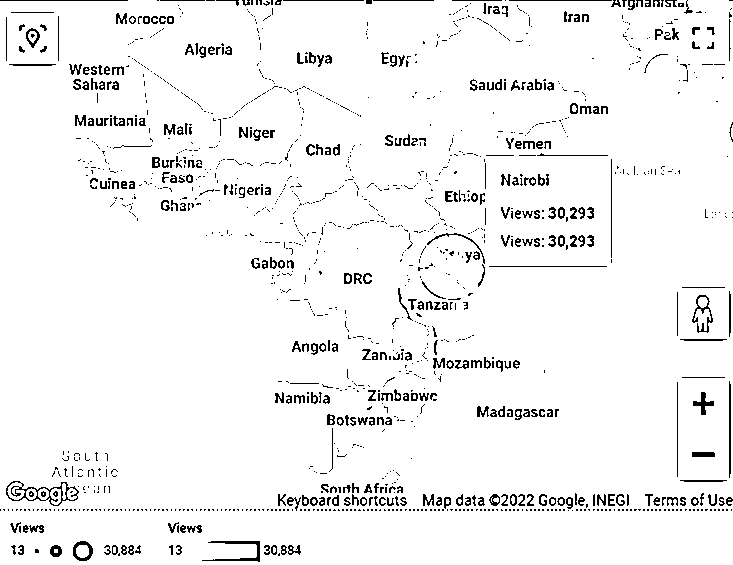 Tunisia
Morocco
Iraq
Iran
Afghanista
Algeria
Libya
Egypt
Pak
Western
Sahara
Saudi Arabia
Oman
Mauritania
Mali
Niger
Chad
Sudan
Yemen
Burkina
Faso
Guinea
Nigeria
Ghana
Ethiop
Arabian Sea
Nairobi
Views: 30,293
Views: 30,293
Gabon
DRC
Kenya
Tanzania
Angola
Zambia
Mozambique
Namibia
Zimbabwe
Botswana
Madagascar
South
Atlantic
Ocean
Google
South Africa
Keyboard shortcuts Map data ©2022 Google, INEGI Terms of Use
Views Views
13 30,884 13 30,884